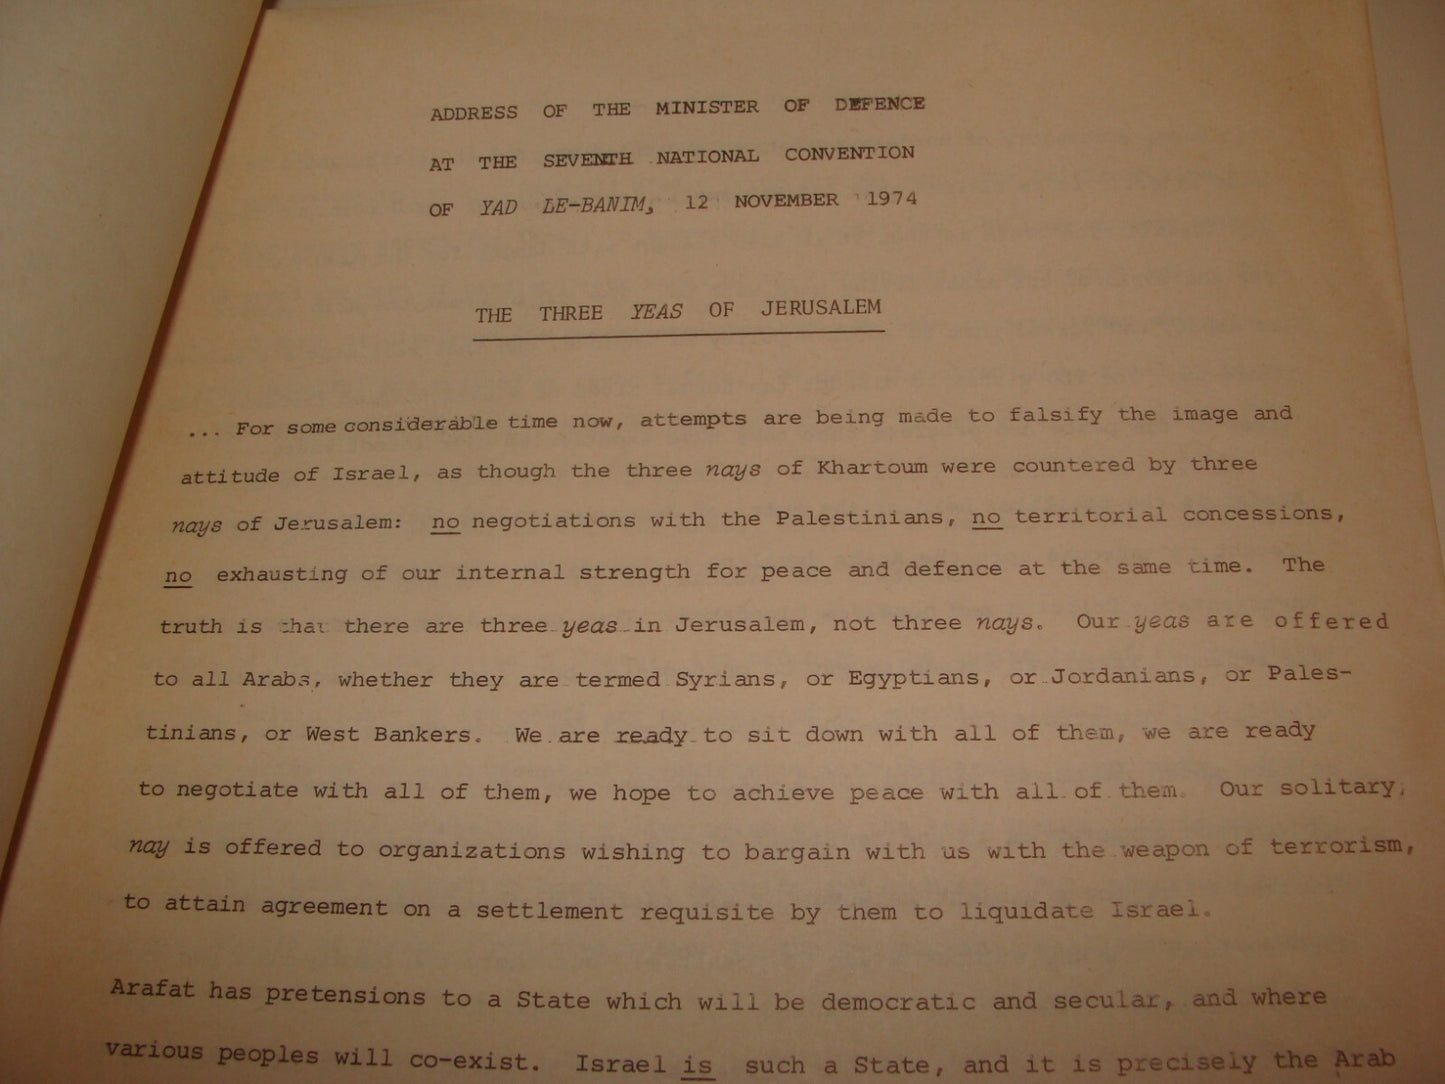 ADDRESS OF THE MINISTER OF DEFENCE
AT THE SEVENTH NATIONAL CONVENTION
OF YAD LE-BANIM, 12 NOVEMBER 1974
THE THREE YEAS OF JERUSALEM
... For some considerable time now, attempts are being made to falsify the image and
attitude of Israel, as though the three nays of Khartoum were countered by three
nays of Jerusalem: no negotiations with the Palestinians, no territorial concessions,
no exhausting of our internal strength for peace and defence at the same time. The
truth is that there are three yeas in Jerusalem, not three nays. Our yeas are offered
to all Arabs, whether they are termed Syrians, or Egyptians, or Jordanians, or Pales-
tinians, or West Bankers. We are ready to sit down with all of them, we are ready
to negotiate with all of them, we hope to achieve peace with all of them. Our solitary
nay is offered to organizations wishing to bargain with us with the weapon of terrorism,
to attain agreement on a settlement requisite by them to liquidate Israel.
Arafat has pretensions to a State which will be democratic and secular, and where
various peoples will co-exist. Israel is such a State, and it is precisely the Arab